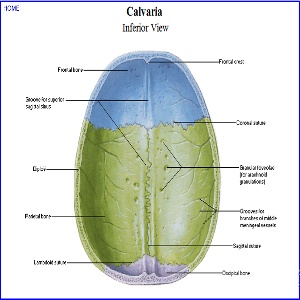 HOME
Calvaria
Inferior View
Frontal bone
Frontal crest
Groove for superior
sagittal sinus
Coronal suture
Diploë
Granular foveolae
(for arachnoid
granulations)
Parietal bone
Grooves for
branches of middle
meningeal vessels
Sagittal suture
Lambdoid suture
Occipital bone